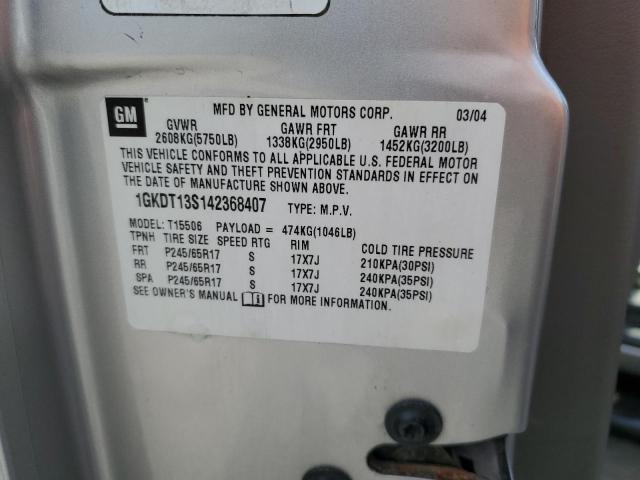 GM
MFD BY GENERAL MOTORS CORP. 03/04
GVWR GAWR FRT GAWR RR
2608KG(5750LB) 1338KG(2950LB) 1452KG(3200LB)
THIS VEHICLE CONFORMS TO ALL APPLICABLE U.S. FEDERAL MOTOR
VEHICLE SAFETY AND THEFT PREVENTION STANDARDS IN EFFECT ON
THE DATE OF MANUFACTURE SHOWN ABOVE.
1GKDT13S142368407 TYPE: M.P.V.
MODEL: T15506 PAYLOAD = 474KG(1046LB)
TPNH TIRE SIZE SPEED RTG RIM COLD TIRE PRESSURE
FRT P245/65R17 S 17X7J 210KPA(30PSI)
RR P245/65R17 S 17X7J 240KPA(35PSI)
SPA P245/65R17 S 17X7J 240KPA(35PSI)
SEE OWNER'S MANUAL FOR MORE INFORMATION.